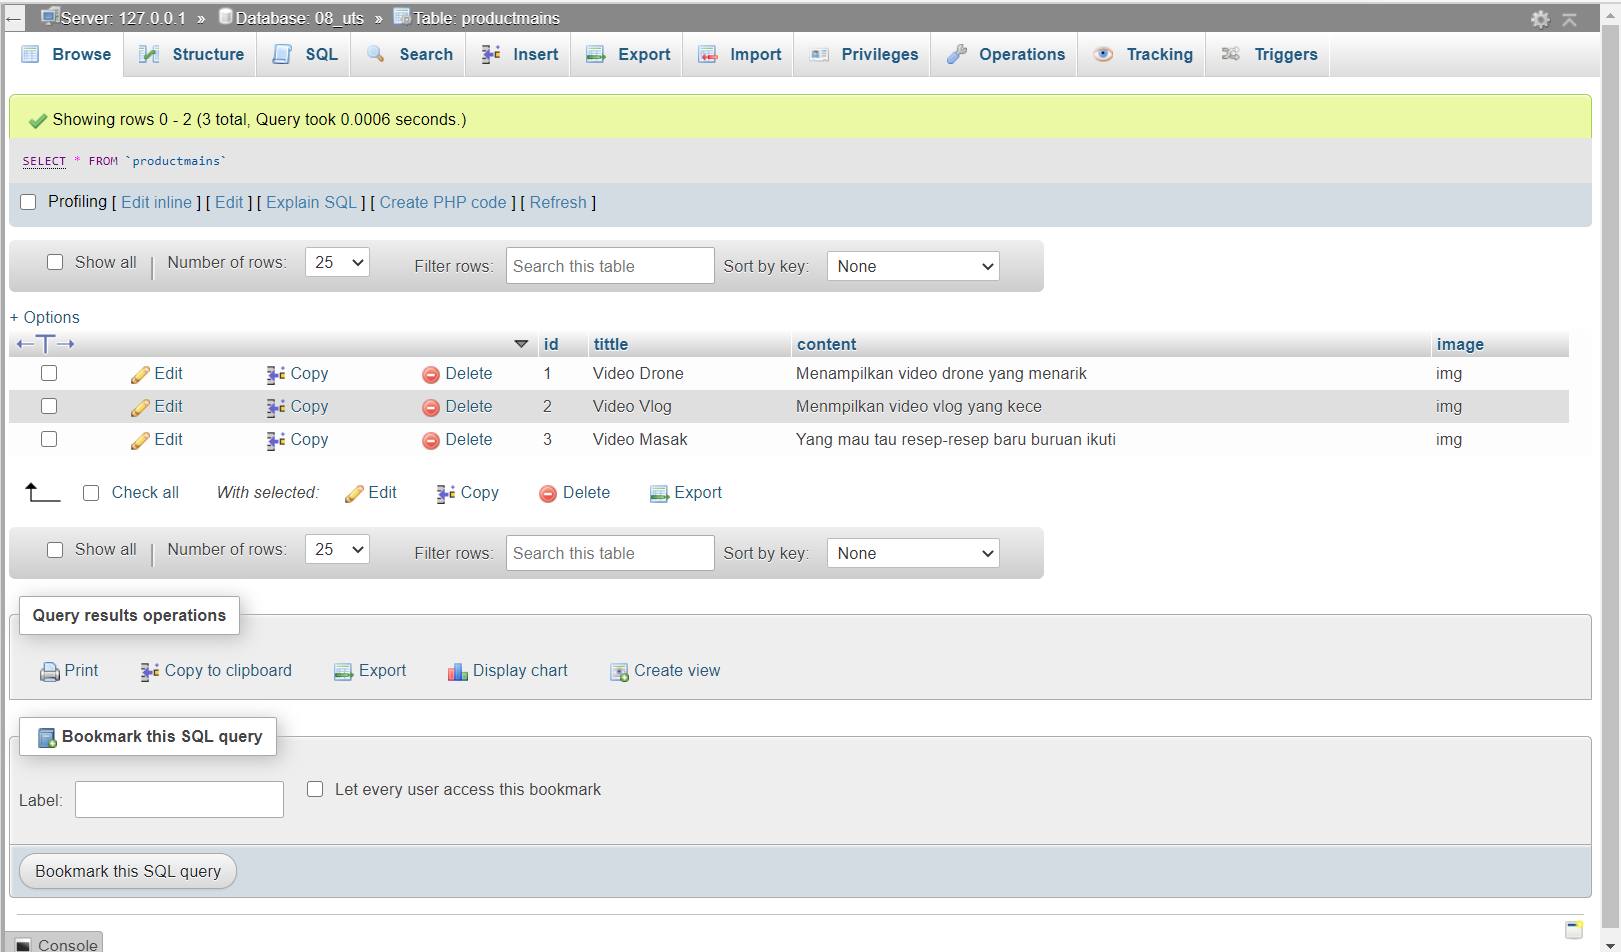 Server: 127.0.0.1 » Database: 08_uts » Table: productmains
Browse Structure SQL Search Insert Export Import Privileges Operations Tracking Triggers
Showing rows 0 - 2 (3 total, Query took 0.0006 seconds.)
SELECT * FROM `productmains`
Profiling [ Edit inline ] [ Edit ] [ Explain SQL ] [ Create PHP code ] [ Refresh ]
Show all | Number of rows: 25 Filter rows: Search this table Sort by key: None
+ Options
←T→ id tittle content image
Edit Copy Delete 1 Video Drone Menampilkan video drone yang menarik img
Edit Copy Delete 2 Video Vlog Menmpilkan video vlog yang kece img
Edit Copy Delete 3 Video Masak Yang mau tau resep-resep baru buruan ikuti img
Check all With selected: Edit Copy Delete Export
Show all | Number of rows: 25 Filter rows: Search this table Sort by key: None
Query results operations
Print Copy to clipboard Export Display chart Create view
Bookmark this SQL query
Label: Let every user access this bookmark
Bookmark this SQL query
Console